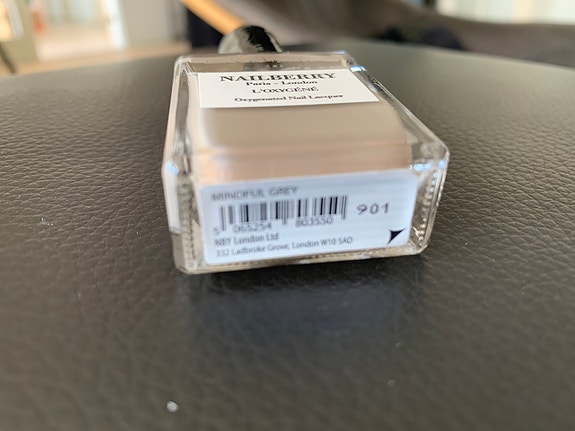 NAILBERRY
Paris - London
L'OXYGÉNÉ
Oxygenated Nail Lacquer
MINDFUL GREY
5 065254 803550 901
NBY London Ltd
332 Ladbroke Grove, London W10 5AD